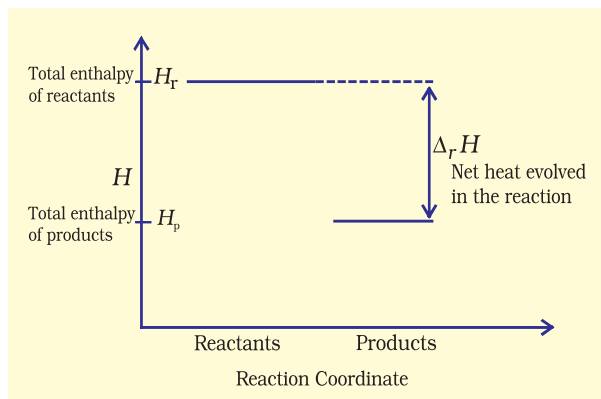 Total enthalpy
of reactants
Hr
ΔrH
Net heat evolved
in the reaction
H
Total enthalpy
of products
Hp
Reactants
Products
Reaction Coordinate